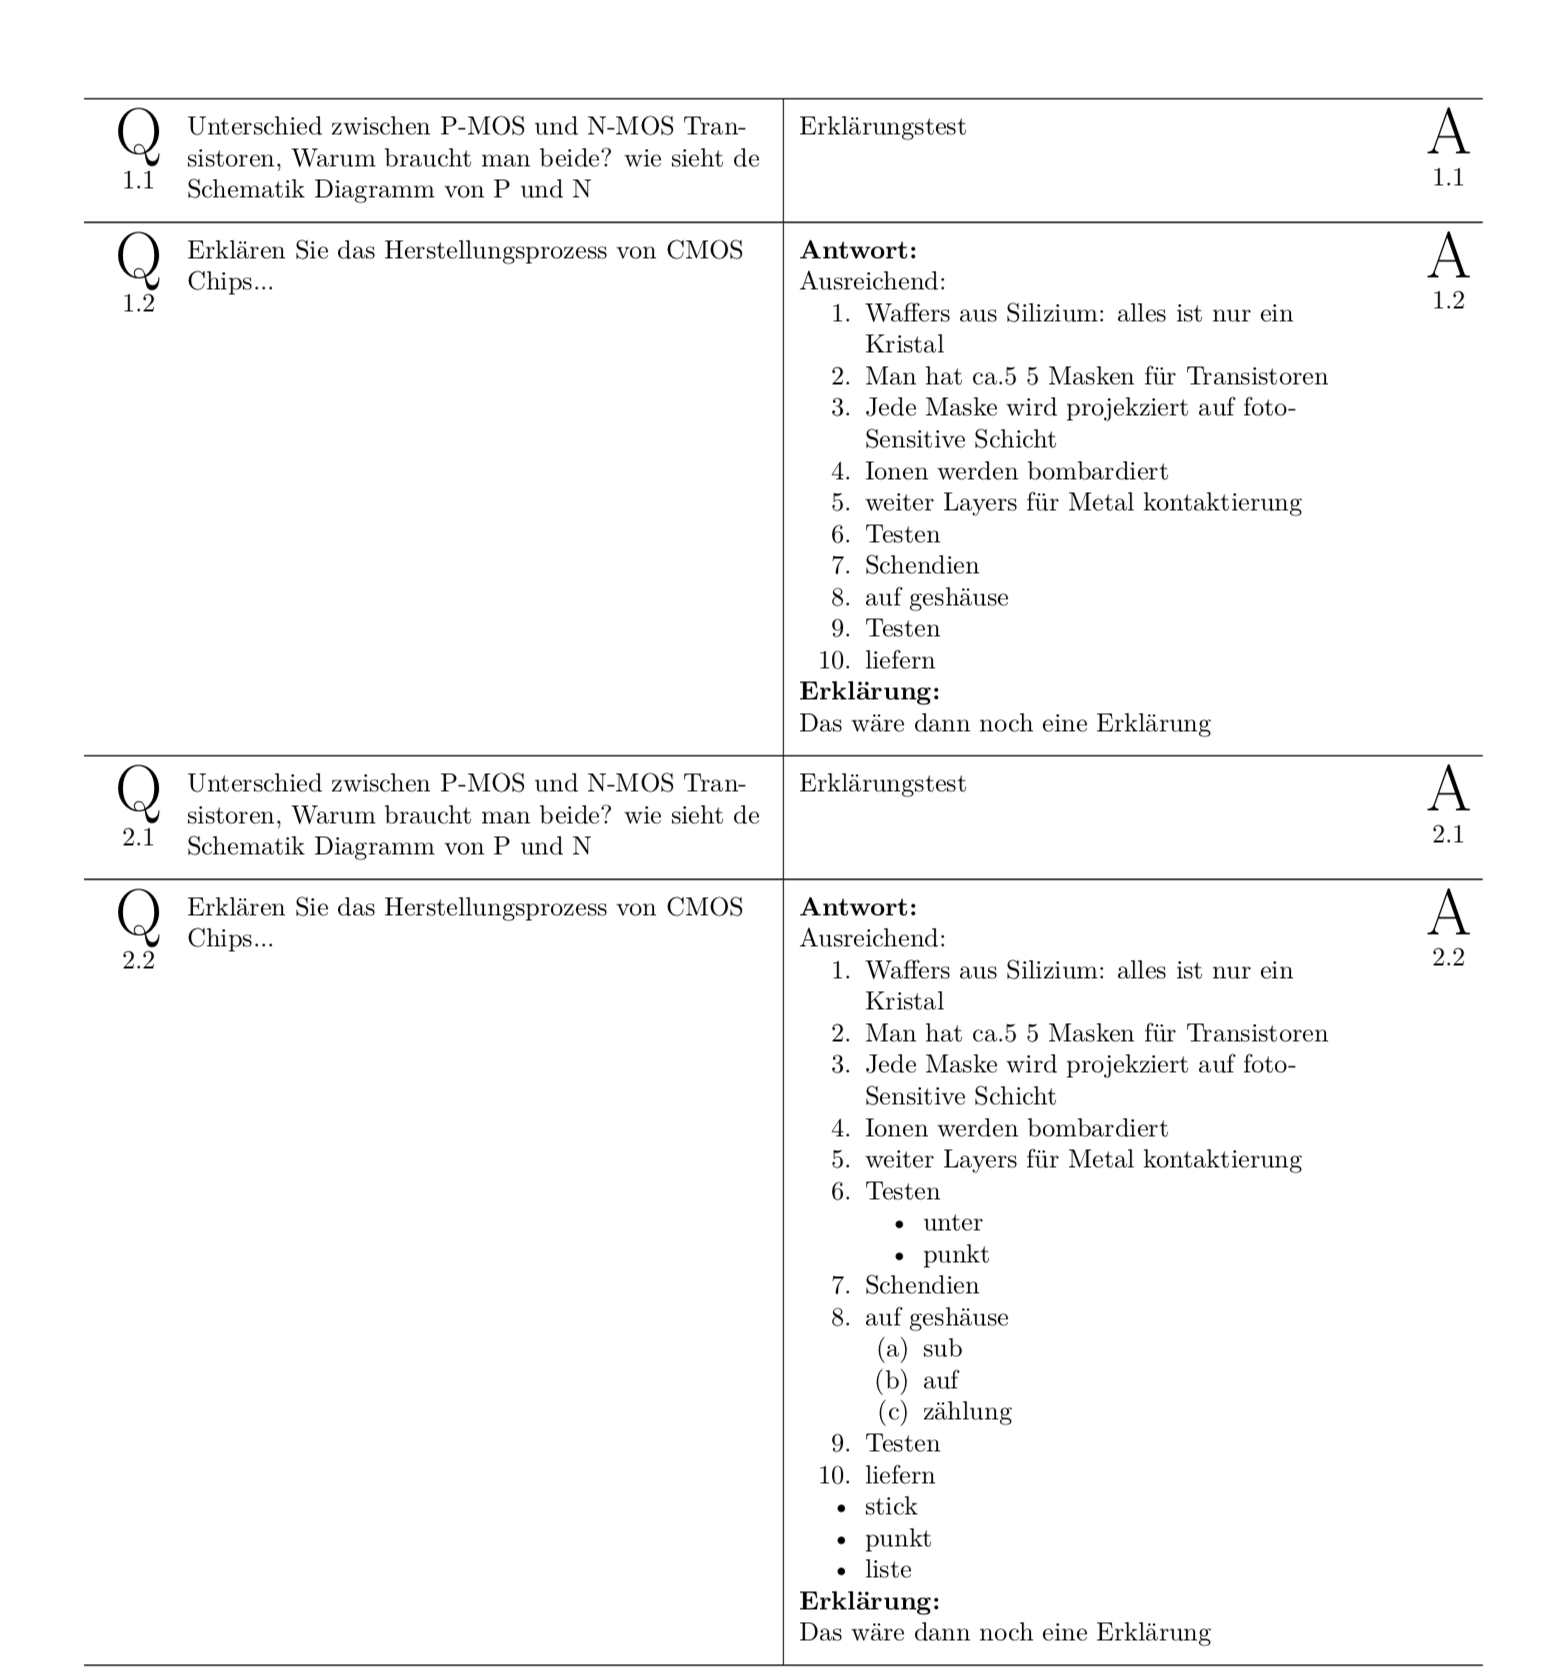 Q
1.1
Unterschied zwischen P-MOS und N-MOS Tran-
sistoren, Warum braucht man beide? wie sieht de
Schematik Diagramm von P und N
Erklärungstest
A
1.1
Q
1.2
Erklären Sie das Herstellungsprozess von CMOS
Chips...
Antwort:
Ausreichend:
1. Waffers aus Silizium: alles ist nur ein
Kristal
2. Man hat ca.5 5 Masken für Transistoren
3. Jede Maske wird projekziert auf foto-
Sensitive Schicht
4. Ionen werden bombardiert
5. weiter Layers für Metal kontaktierung
6. Testen
7. Schendien
8. auf geshäuse
9. Testen
10. liefern
Erklärung:
Das wäre dann noch eine Erklärung
A
1.2
Q
2.1
Unterschied zwischen P-MOS und N-MOS Tran-
sistoren, Warum braucht man beide? wie sieht de
Schematik Diagramm von P und N
Erklärungstest
A
2.1
Q
2.2
Erklären Sie das Herstellungsprozess von CMOS
Chips...
Antwort:
Ausreichend:
1. Waffers aus Silizium: alles ist nur ein
Kristal
2. Man hat ca.5 5 Masken für Transistoren
3. Jede Maske wird projekziert auf foto-
Sensitive Schicht
4. Ionen werden bombardiert
5. weiter Layers für Metal kontaktierung
6. Testen
• unter
• punkt
7. Schendien
8. auf geshäuse
(a) sub
(b) auf
(c) zählung
9. Testen
10. liefern
• stick
• punkt
• liste
Erklärung:
Das wäre dann noch eine Erklärung
A
2.2